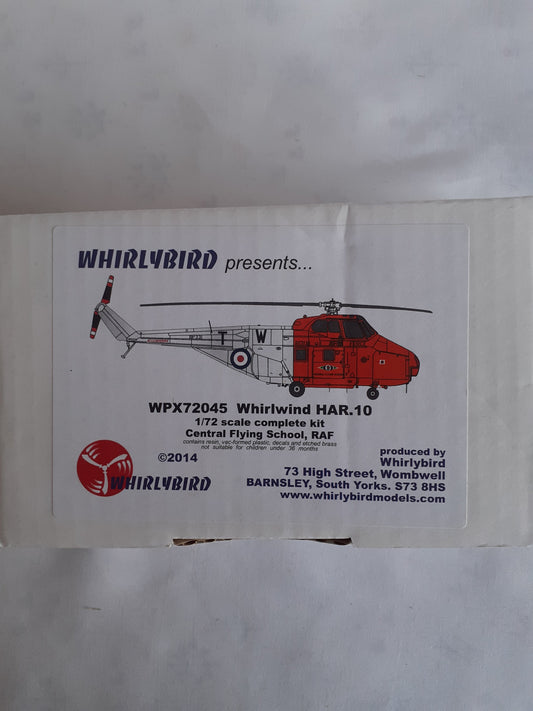 WHIRLYBIRD presents...
T W
WPX72045 Whirlwind HAR.10
1/72 scale complete kit
Central Flying School, RAF
contains resin, vac-formed plastic, decals and etched brass
not suitable for children under 36 months
©2014
WHIRLYBIRD
produced by
Whirlybird
73 High Street, Wombwell
BARNSLEY, South Yorks. S73 8HS
www.whirlybirdmodels.com